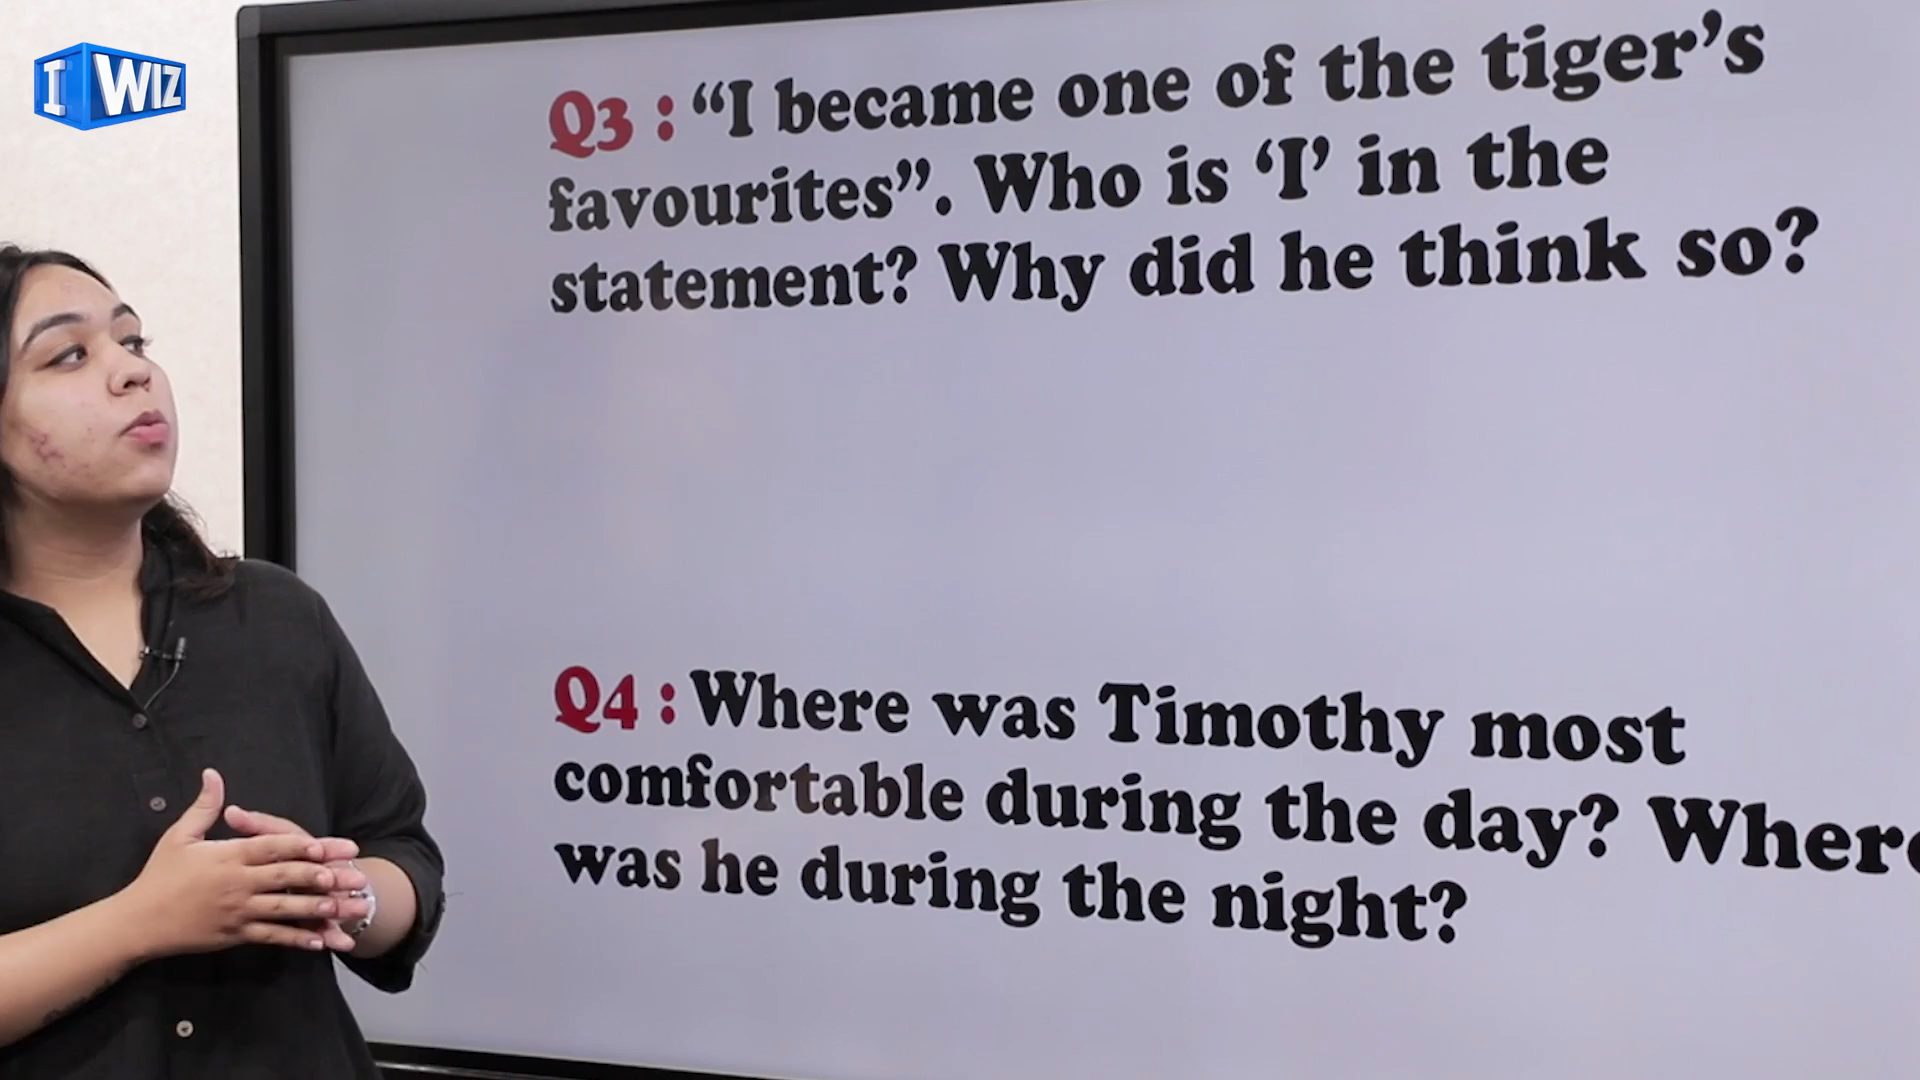 I WIZ
Q3 : “I became one of the tiger’s
favourites”. Who is ‘I’ in the
statement? Why did he think so?
Q4 : Where was Timothy most
comfortable during the day? Where
was he during the night?